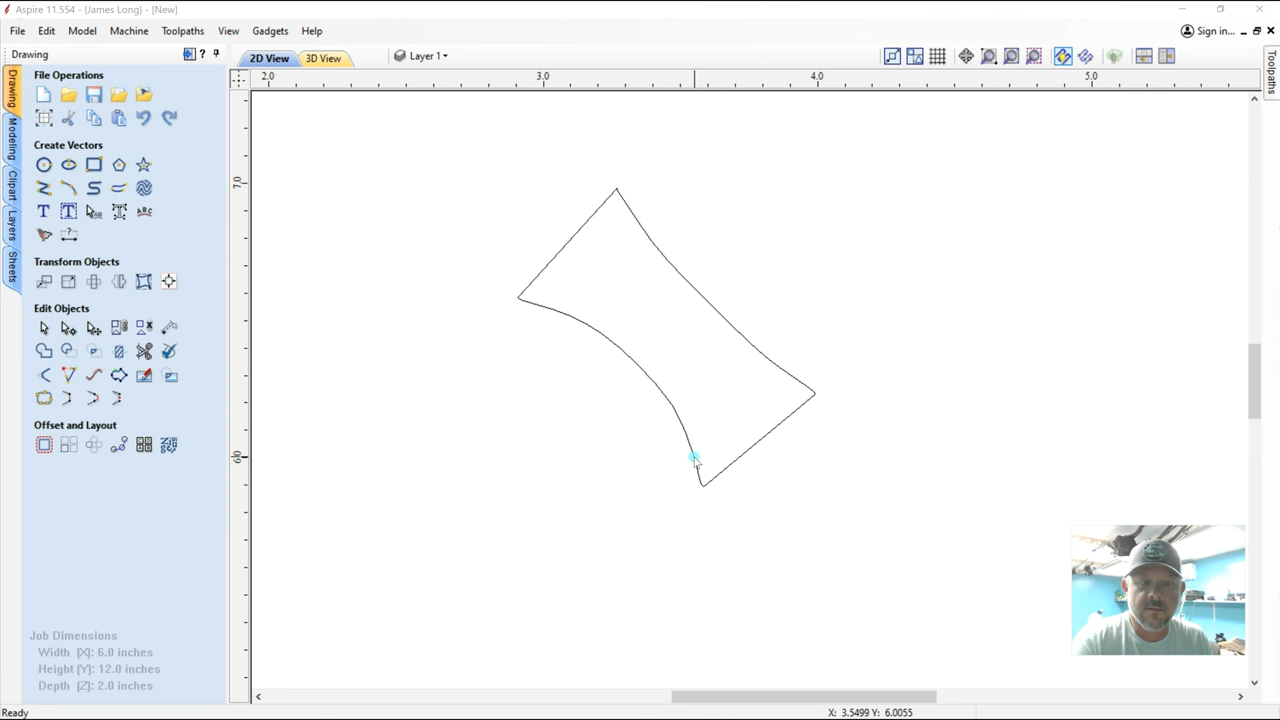 Aspire 11.554 - (James Long) - [New]
File Edit Model Machine Toolpaths View Gadgets Help
Sign in...
Drawing
2D View 3D View Layer 1
Toolpaths
Drawing
Modeling
Clipart
Layers
Sheets
File Operations
Create Vectors
Transform Objects
Edit Objects
Offset and Layout
2.0 3.0 4.0 5.0
7.0
6.0
Job Dimensions
Width (X): 6.0 inches
Height (Y): 12.0 inches
Depth (Z): 2.0 inches
Ready
X: 3.5499 Y: 6.0055